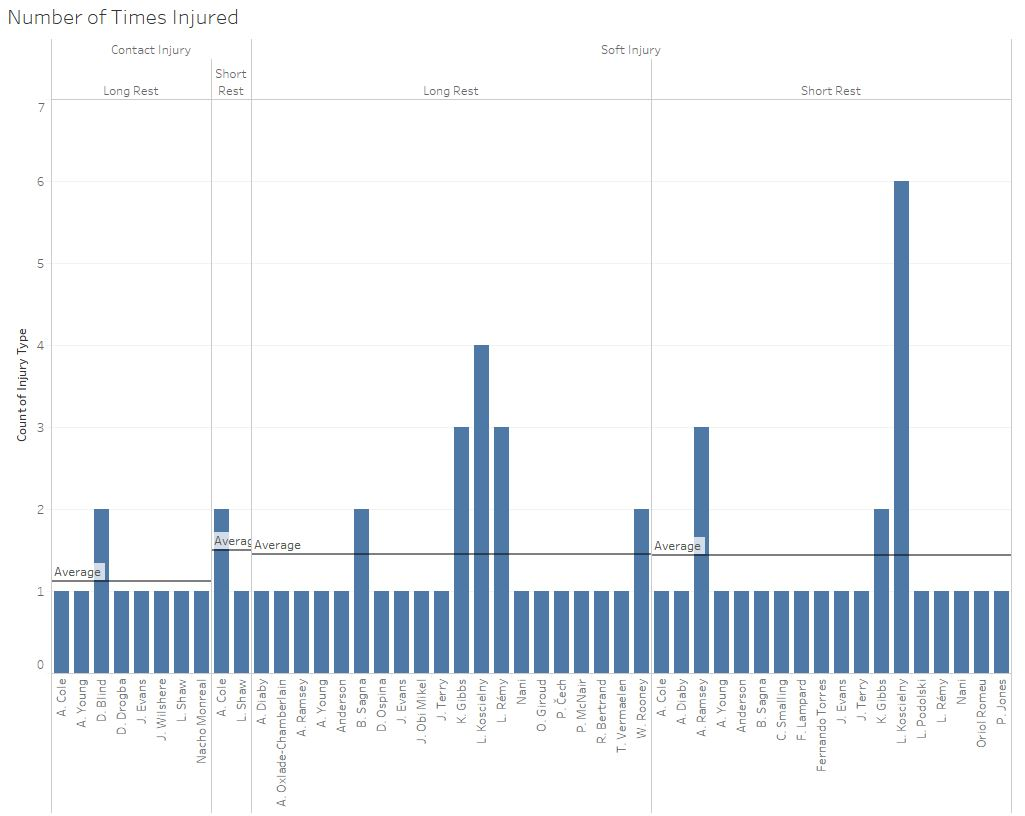 Number of Times Injured
Contact Injury
Soft Injury
Short
Rest
Long Rest
Long Rest
Short Rest
7
6
5
4
3
2
1
0
Count of Injury Type
Average
Averag
Average
Average
A. Cole
A. Young
D. Blind
D. Drogba
J. Evans
J. Wilshere
L. Shaw
Nacho Monreal
A. Cole
L. Shaw
A. Diaby
A. Oxlade-Chamberlain
A. Ramsey
A. Young
Anderson
B. Sagna
D. Ospina
J. Evans
J. Obi Mikel
J. Terry
K. Gibbs
L. Koscielny
L. Rémy
Nani
O. Giroud
P. Čech
P. McNair
R. Bertrand
T. Vermaelen
W. Rooney
A. Cole
A. Diaby
A. Ramsey
A. Young
Anderson
B. Sagna
C. Smalling
F. Lampard
Fernando Torres
J. Evans
J. Terry
K. Gibbs
L. Koscielny
L. Podolski
L. Rémy
Nani
Oriol Romeu
P. Jones